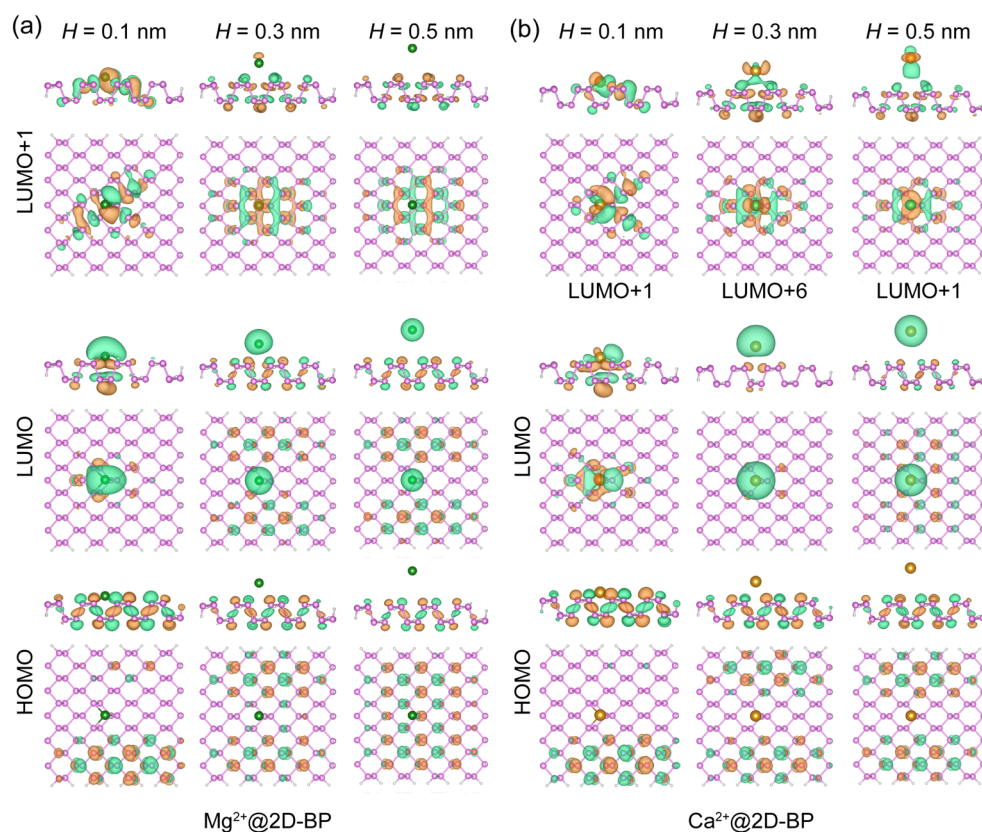 (a) H = 0.1 nm H = 0.3 nm H = 0.5 nm
(b) H = 0.1 nm H = 0.3 nm H = 0.5 nm
LUMO+1
LUMO+1 LUMO+6 LUMO+1
LUMO
LUMO
HOMO
HOMO
Mg²⁺@2D-BP
Ca²⁺@2D-BP